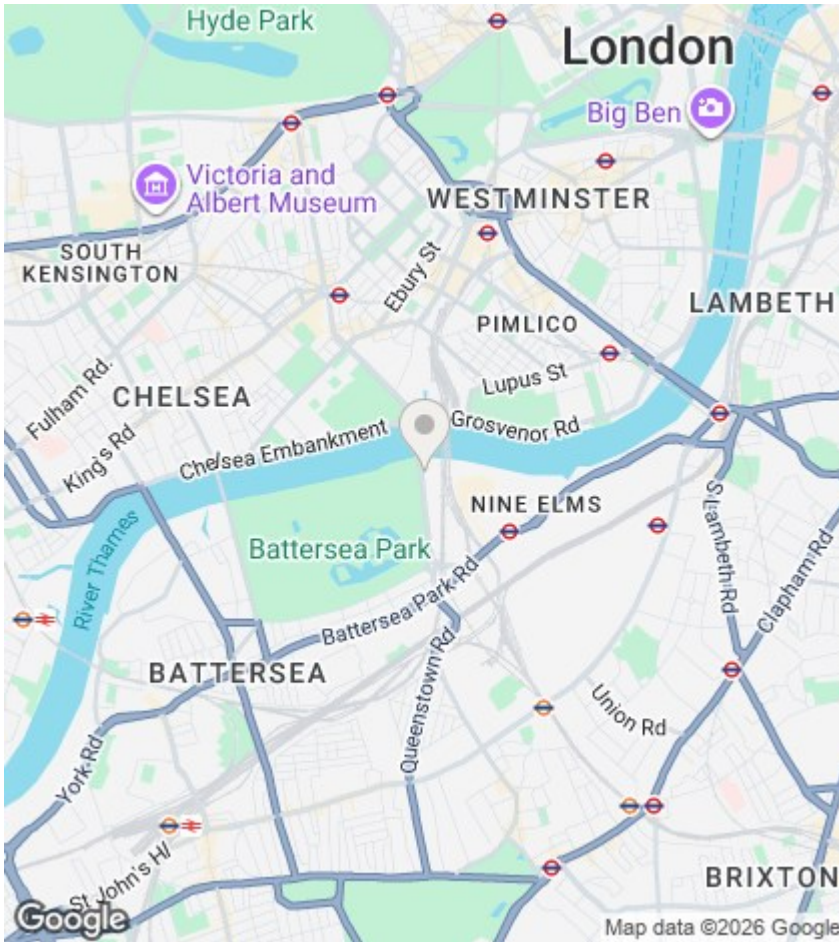 Hyde Park
London
Big Ben
Victoria and
Albert Museum
WESTMINSTER
SOUTH
KENSINGTON
Ebury St
LAMBETH
PIMLICO
Lupus St
Fulham Rd.
CHELSEA
King's Rd
Chelsea Embankment
Grosvenor Rd
NINE ELMS
S Lambeth Rd
River Thames
Battersea Park
Clapham Rd
Battersea Park Rd
BATTERSEA
Queenstown Rd
Union Rd
York Rd
St John's Hl
BRIXTON
Google
Map data ©2026 Google